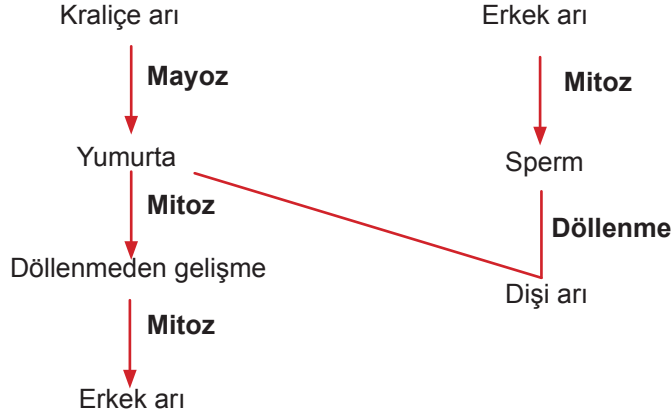 Kraliçe arı
Erkek arı
Mayoz
Mitoz
Yumurta
Sperm
Mitoz
Döllenme
Döllenmeden gelişme
Dişi arı
Mitoz
Erkek arı